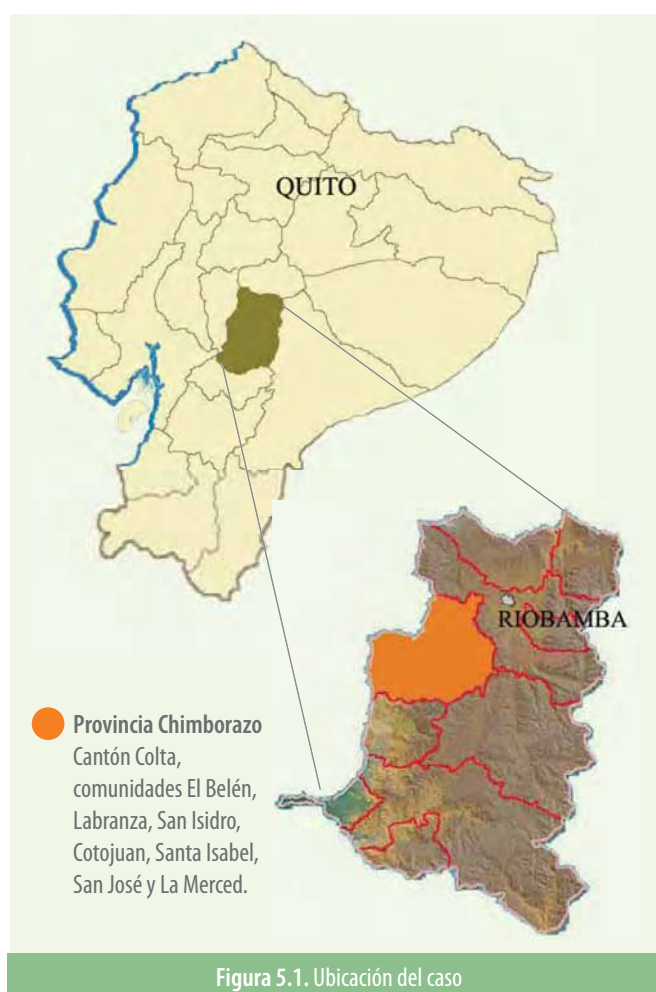 QUITO
RIOBAMBA
Provincia Chimborazo
Cantón Colta,
comunidades El Belén,
Labranza, San Isidro,
Cotojuan, Santa Isabel,
San José y La Merced.
Figura 5.1. Ubicación del caso